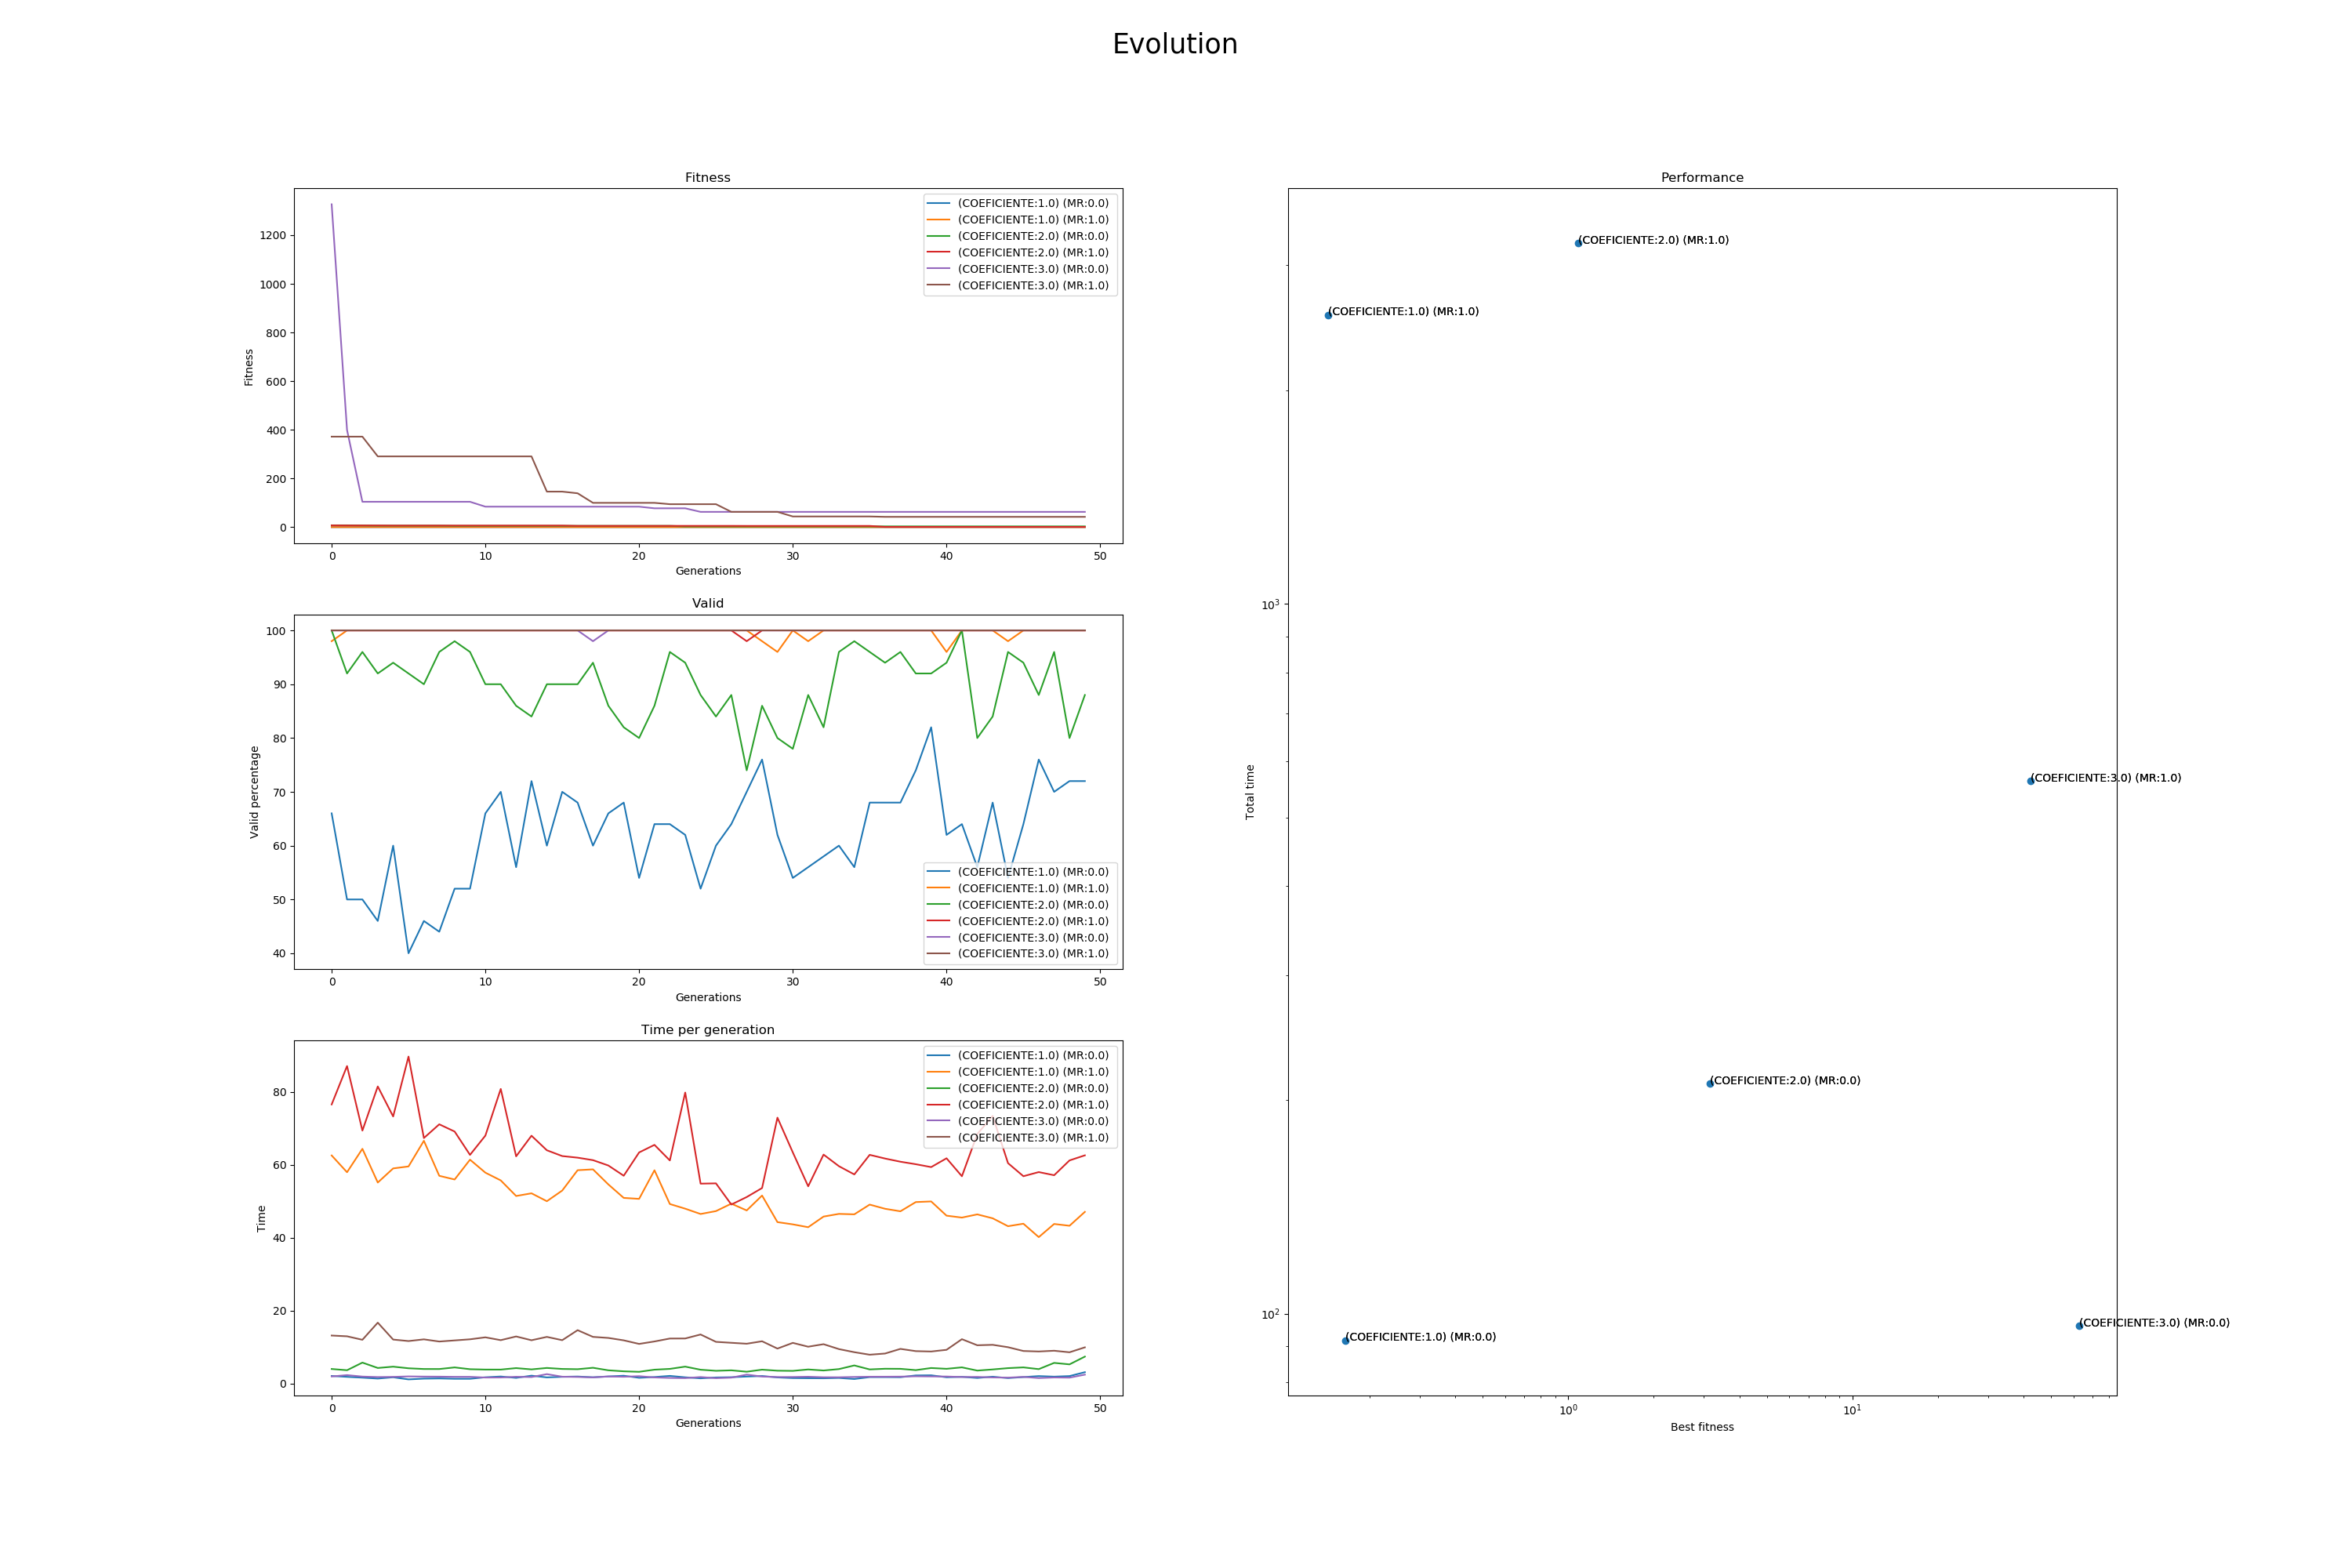 Evolution
Fitness
Fitness
1200
1000
800
600
400
200
0
0 10 20 30 40 50
Generations
(COEFICIENTE:1.0) (MR:0.0)
(COEFICIENTE:1.0) (MR:1.0)
(COEFICIENTE:2.0) (MR:0.0)
(COEFICIENTE:2.0) (MR:1.0)
(COEFICIENTE:3.0) (MR:0.0)
(COEFICIENTE:3.0) (MR:1.0)
Valid
Valid percentage
100
90
80
70
60
50
40
0 10 20 30 40 50
Generations
(COEFICIENTE:1.0) (MR:0.0)
(COEFICIENTE:1.0) (MR:1.0)
(COEFICIENTE:2.0) (MR:0.0)
(COEFICIENTE:2.0) (MR:1.0)
(COEFICIENTE:3.0) (MR:0.0)
(COEFICIENTE:3.0) (MR:1.0)
Time per generation
Time
80
60
40
20
0
0 10 20 30 40 50
Generations
(COEFICIENTE:1.0) (MR:0.0)
(COEFICIENTE:1.0) (MR:1.0)
(COEFICIENTE:2.0) (MR:0.0)
(COEFICIENTE:2.0) (MR:1.0)
(COEFICIENTE:3.0) (MR:0.0)
(COEFICIENTE:3.0) (MR:1.0)
Performance
Total time
10³
10²
(COEFICIENTE:2.0) (MR:1.0)
(COEFICIENTE:1.0) (MR:1.0)
(COEFICIENTE:3.0) (MR:1.0)
(COEFICIENTE:2.0) (MR:0.0)
(COEFICIENTE:3.0) (MR:0.0)
(COEFICIENTE:1.0) (MR:0.0)
10⁰ 10¹
Best fitness